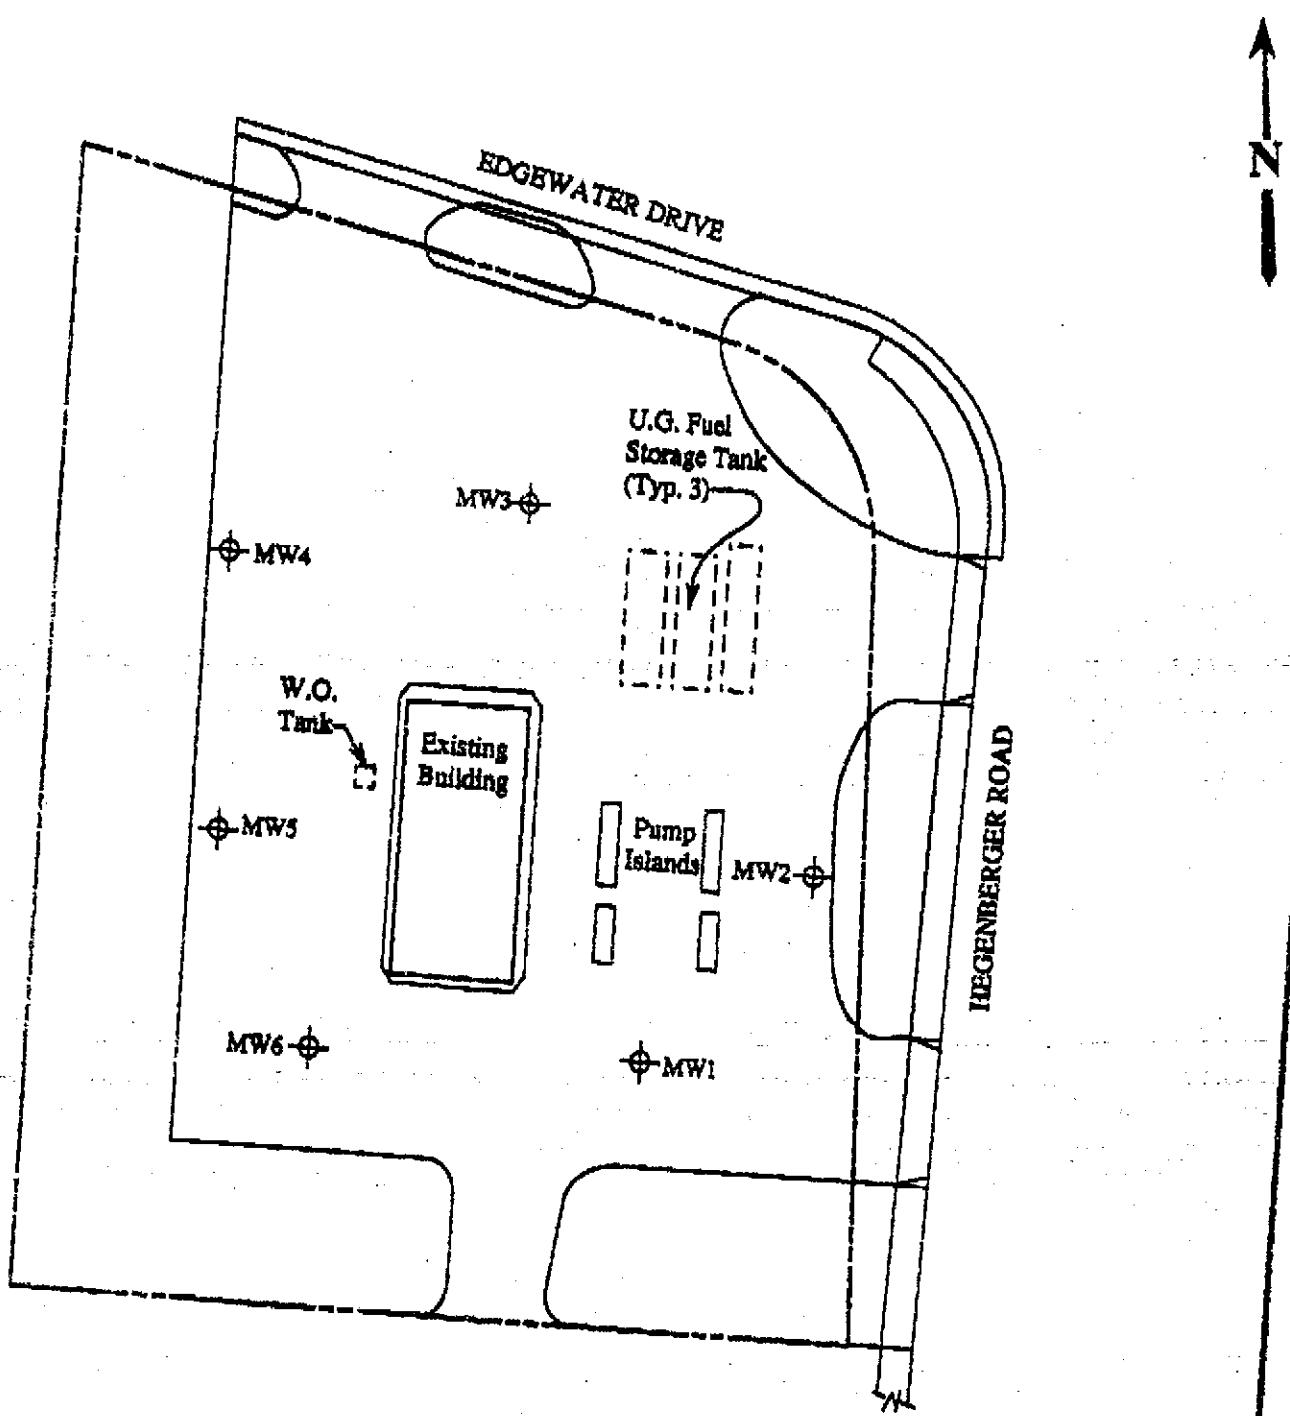 N
EDGEWATER DRIVE
U.G. Fuel
Storage Tank
(Typ. 3)
MW3
MW4
W.O.
Tank
Existing
Building
MW5
Pump
Islands
MW2
HEGENBERGER ROAD
MW6
MW1